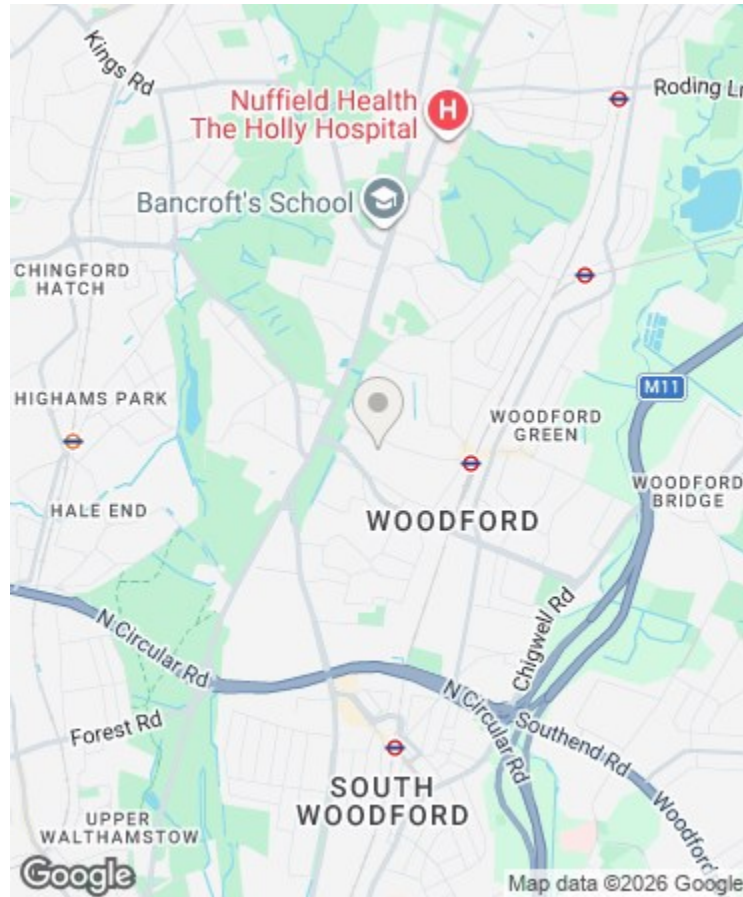 Kings Rd
Nuffield Health
The Holly Hospital
H
Roding Ln
Bancroft's School
CHINGFORD
HATCH
M11
HIGHAMS PARK
WOODFORD
GREEN
WOODFORD
BRIDGE
HALE END
WOODFORD
Chigwell Rd
N Circular Rd
N Circular Rd
Forest Rd
Southend Rd
Woodford
SOUTH
WOODFORD
UPPER
WALTHAMSTOW
Google
Map data ©2026 Google